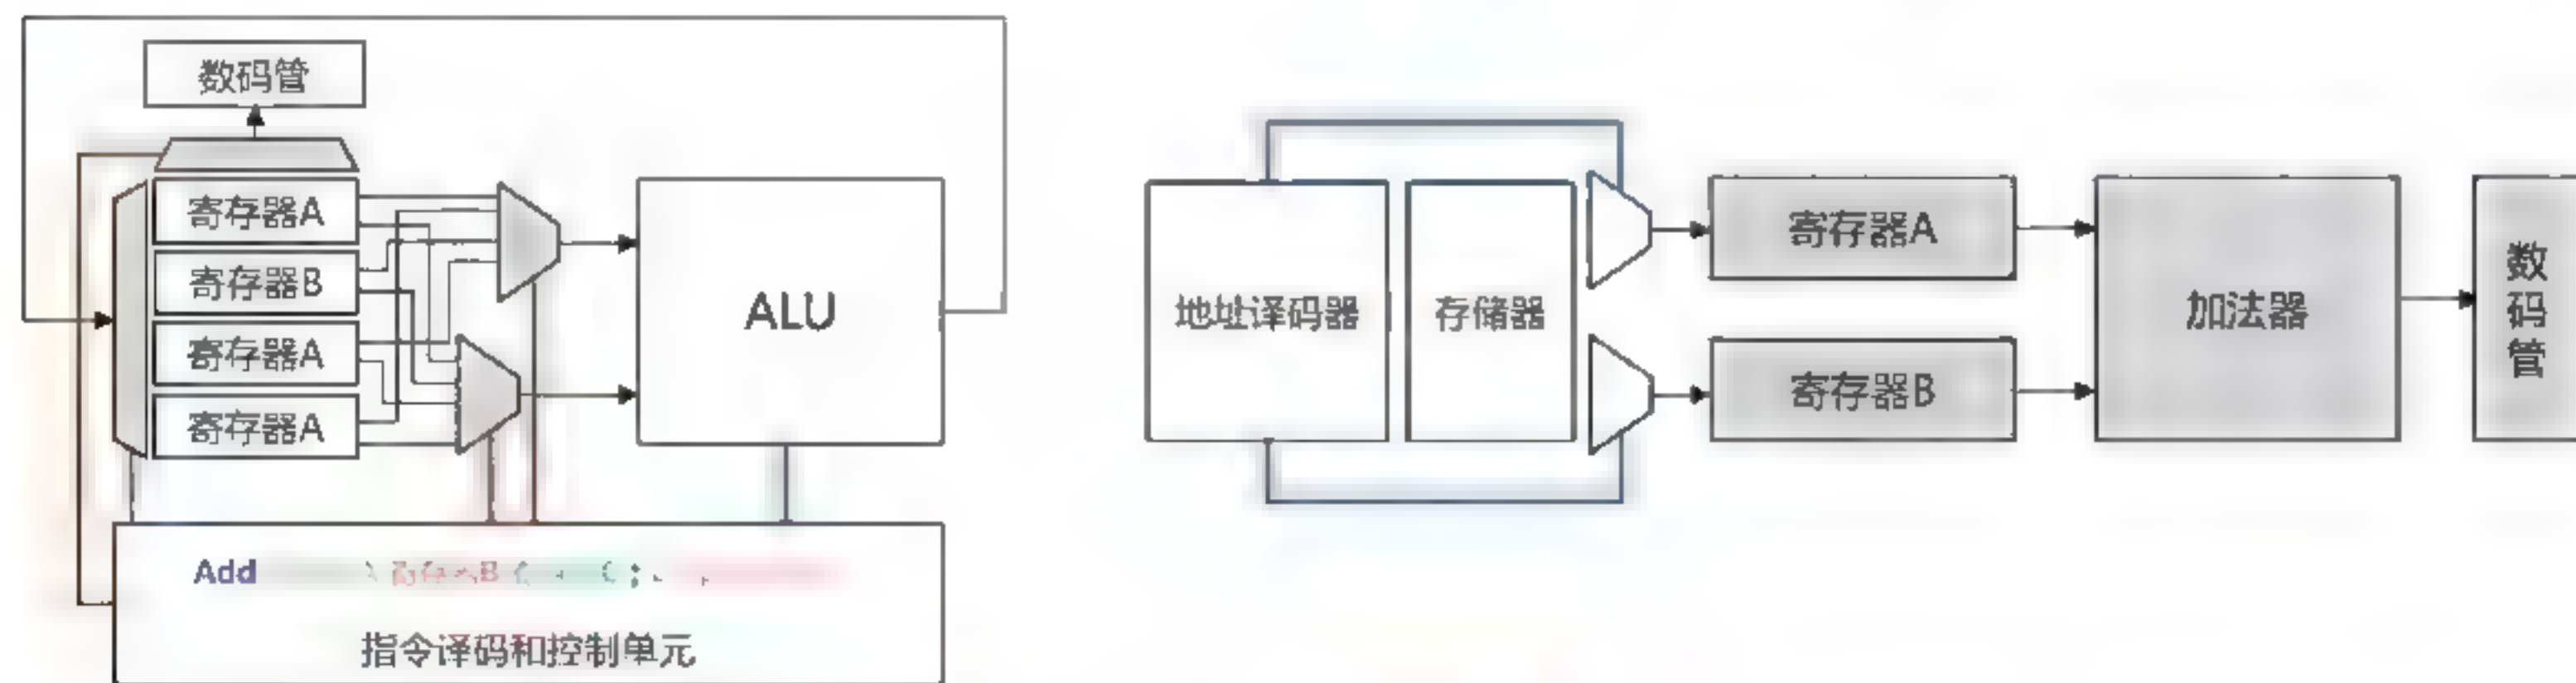 数码管
寄存器A
寄存器B
寄存器A
寄存器A
ALU
Add
指令译码和控制单元
地址译码器
存储器
寄存器A
寄存器B
加法器
数码管